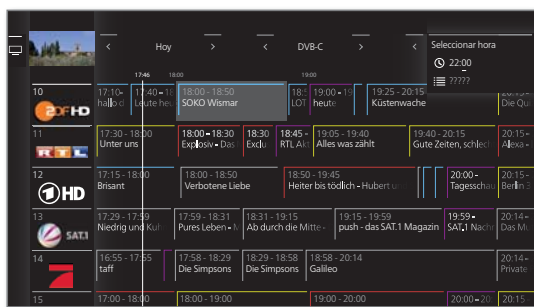 Hoy
DVB-C
Seleccionar hora
22:00
?????
17:46 18:00 19:00
10
ZDF HD
17:10- 17:40-18 18:00 - 18:50 18:5 19:00 - 19 19:25 - 20:15 20:15-
hallo d Leute heu SOKO Wismar LOT heute Küstenwache Die Qui
11
RTL
17:30 - 18:00 18:00 - 18:30 18:30 18:45 - 19:05 - 19:40 19:40 - 20:15 20:15-
Unter uns Explosiv - Das Exclu RTL Akt Alles was zählt Gute Zeiten, schlech Alexa -
12
1 HD
17:15 - 18:00 18:00 - 18:50 18:50 - 19:45 20:00 - 20:15-
Brisant Verbotene Liebe Heiter bis tödlich - Hubert u Tagesschau Berlin
13
SAT.1
17:29 - 17:59 17:59 - 18:31 18:31 - 19:15 19:15 - 19:59 19:59 - 20:14-
Niedrig und Kuh Pures Leben - Ab durch die Mitte - push - das SAT.1 Magazin SAT.1 Nachr Das Mu
14
16:55 - 17:55 17:58 - 18:29 18:29 - 18:58 18:58 - 20:14 20:14-
taff Die Simpsons Die Simpsons Galileo Private
15
17:00 - 18:00 18:00 - 19:00 19:00 - 20:00 20:00 - 20: 20:15 -